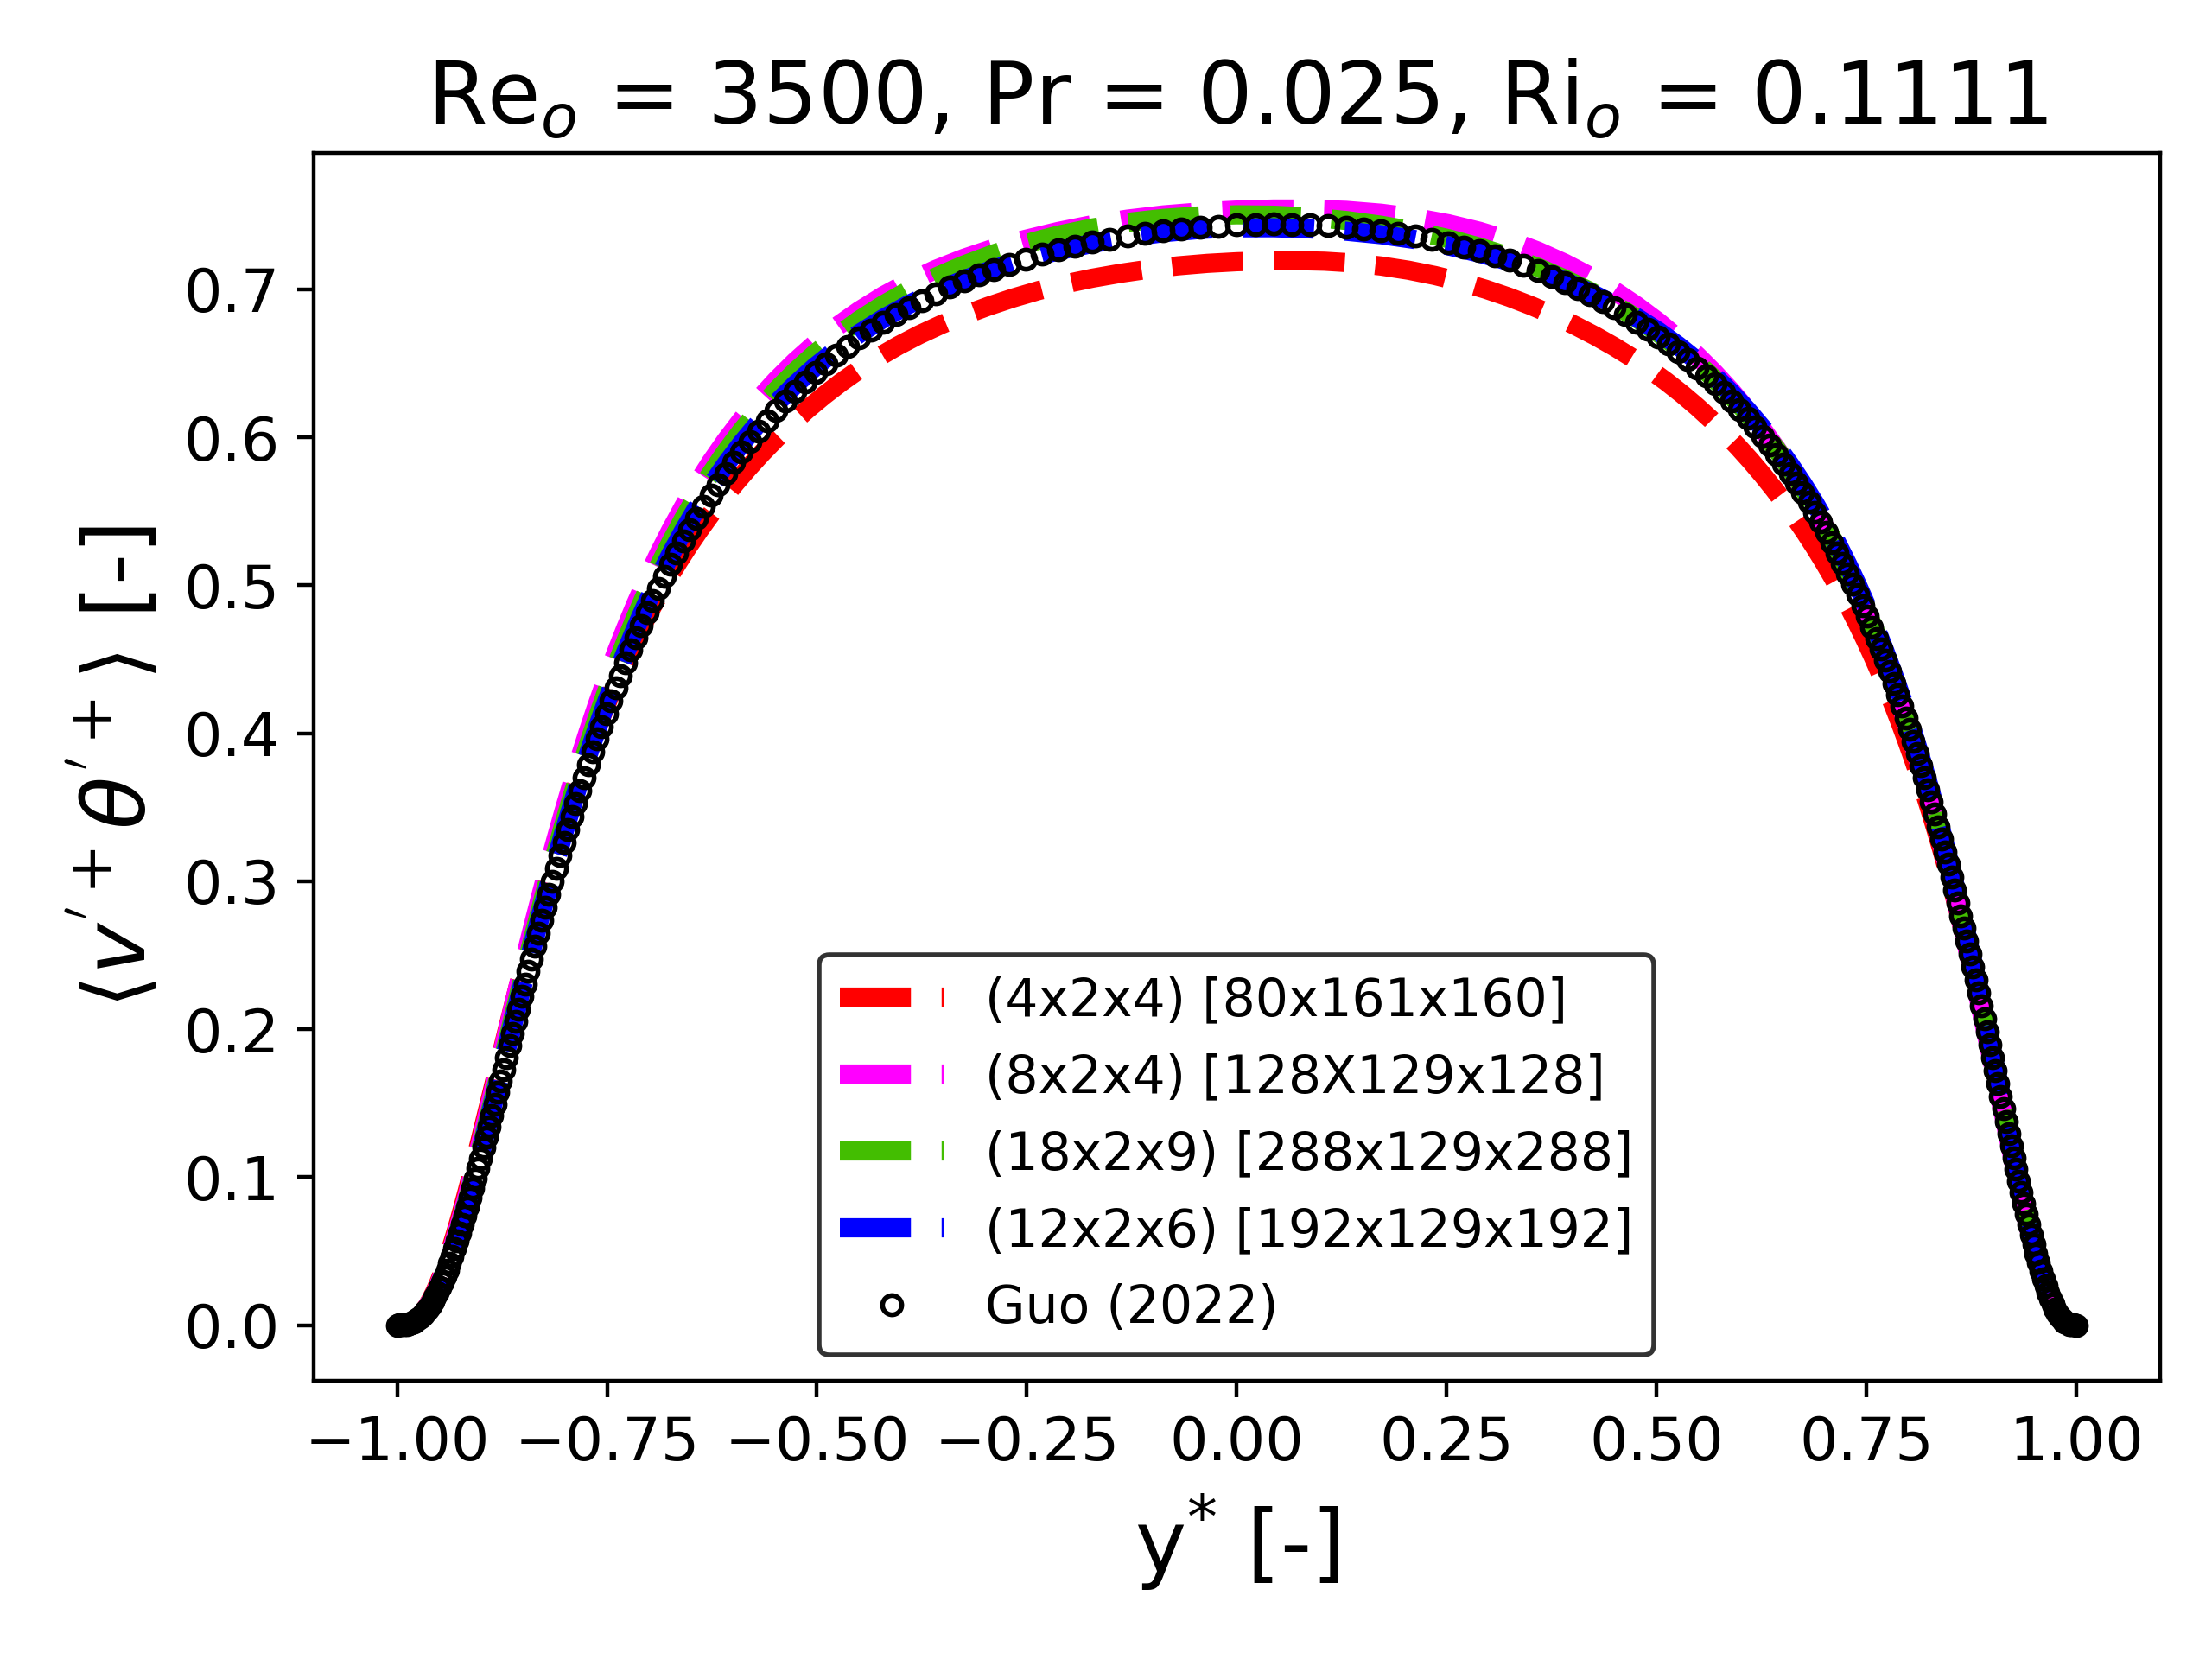 Reₒ = 3500, Pr = 0.025, Riₒ = 0.1111
⟨v′⁺θ′⁺⟩ [-]
0.7
0.6
0.5
0.4
0.3
0.2
0.1
0.0
(4x2x4) [80x161x160]
(8x2x4) [128X129x128]
(18x2x9) [288x129x288]
(12x2x6) [192x129x192]
Guo (2022)
−1.00 −0.75 −0.50 −0.25 0.00 0.25 0.50 0.75 1.00
y* [-]